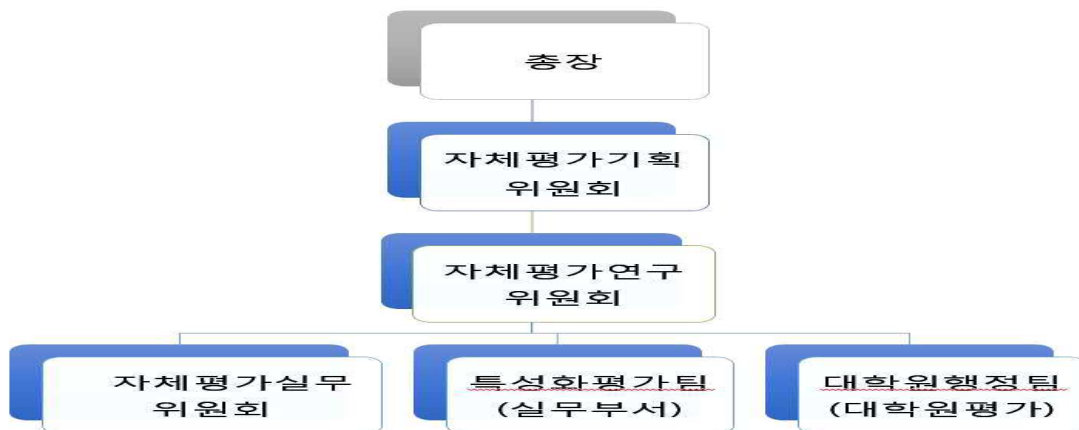 총장
자체평가기획
위원회
자체평가연구
위원회
자체평가실무
위원회
특성화평가팀
(실무부서)
대학원행정팀
(대학원평가)